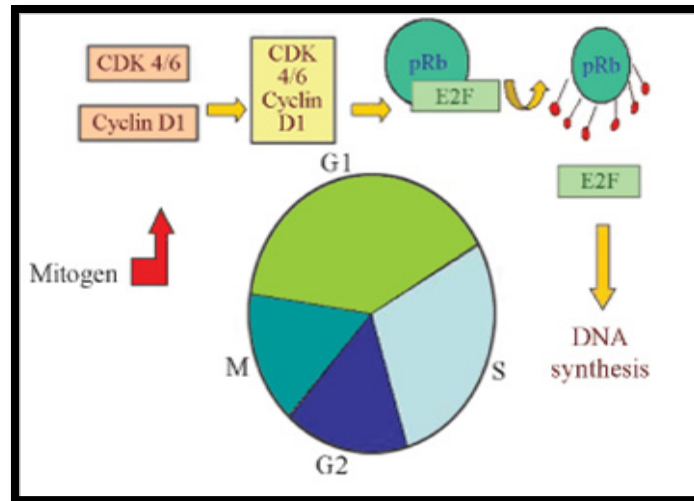 CDK 4/6
Cyclin D1
CDK
4/6
Cyclin
D1
pRb
E2F
pRb
E2F
G1
Mitogen
M
G2
S
DNA
synthesis